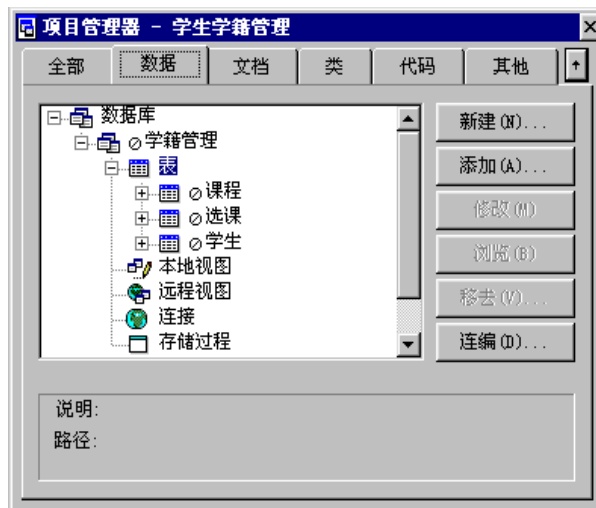 项目管理器 - 学生学籍管理
全部 数据 文档 类 代码 其他
数据库
学籍管理
表
课程
选课
学生
本地视图
远程视图
连接
存储过程
新建(N)...
添加(A)...
修改(M)
浏览(B)
移去(V)...
连编(D)...
说明:
路径: